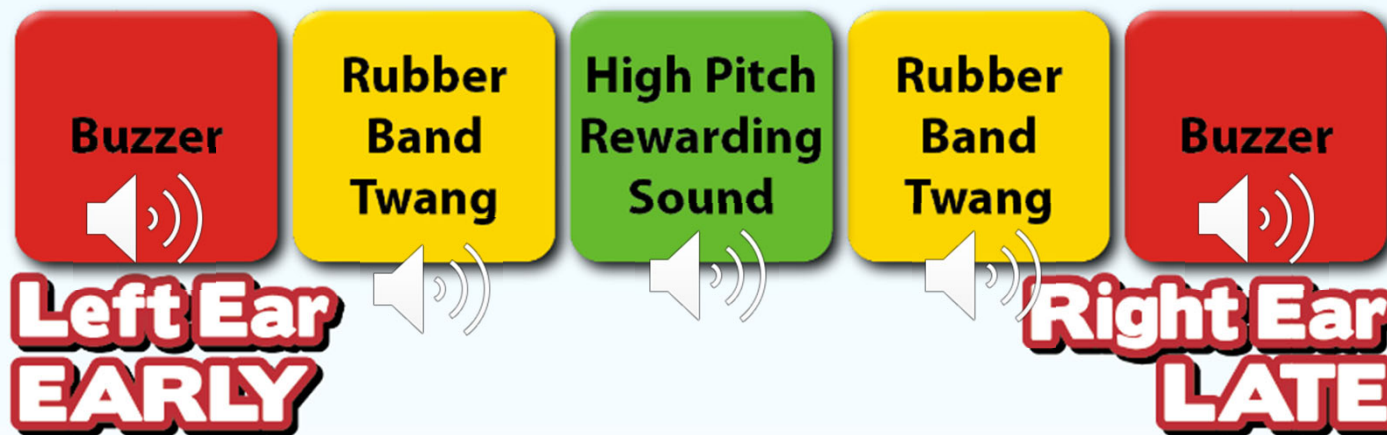 Buzzer
Rubber
Band
Twang
High Pitch
Rewarding
Sound
Rubber
Band
Twang
Buzzer
Left Ear
EARLY
Right Ear
LATE